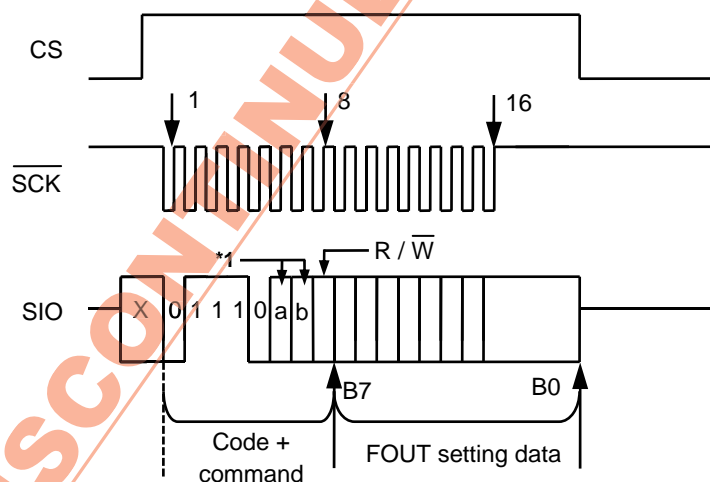 CS
1
8
16
SCK
*1
R / W
SIO
X 0 1 1 1 0 a b
B7
B0
Code +
command
FOUT setting data
DISCONTINU